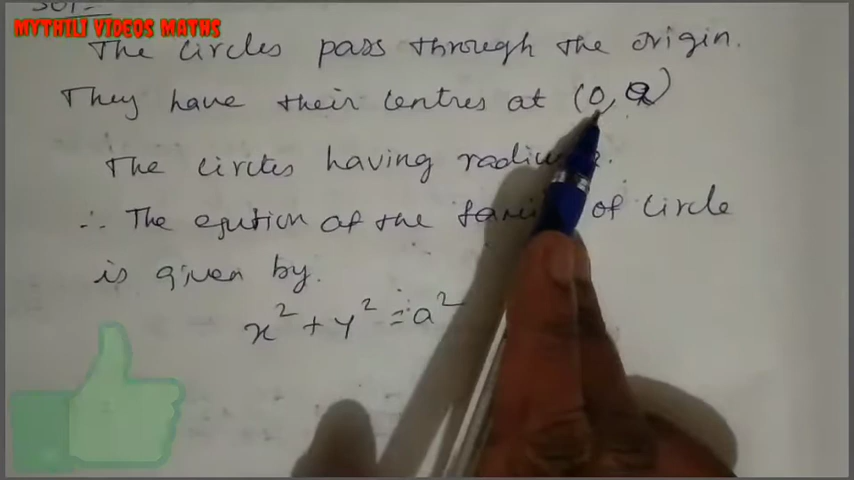 MYTHILI VIDEOS MATHS
The circles pass through the origin.
They have their centres at (0, a)
The circles having radius a.
∴ The eqution of the of circle
is given by.
x² + y² = a²